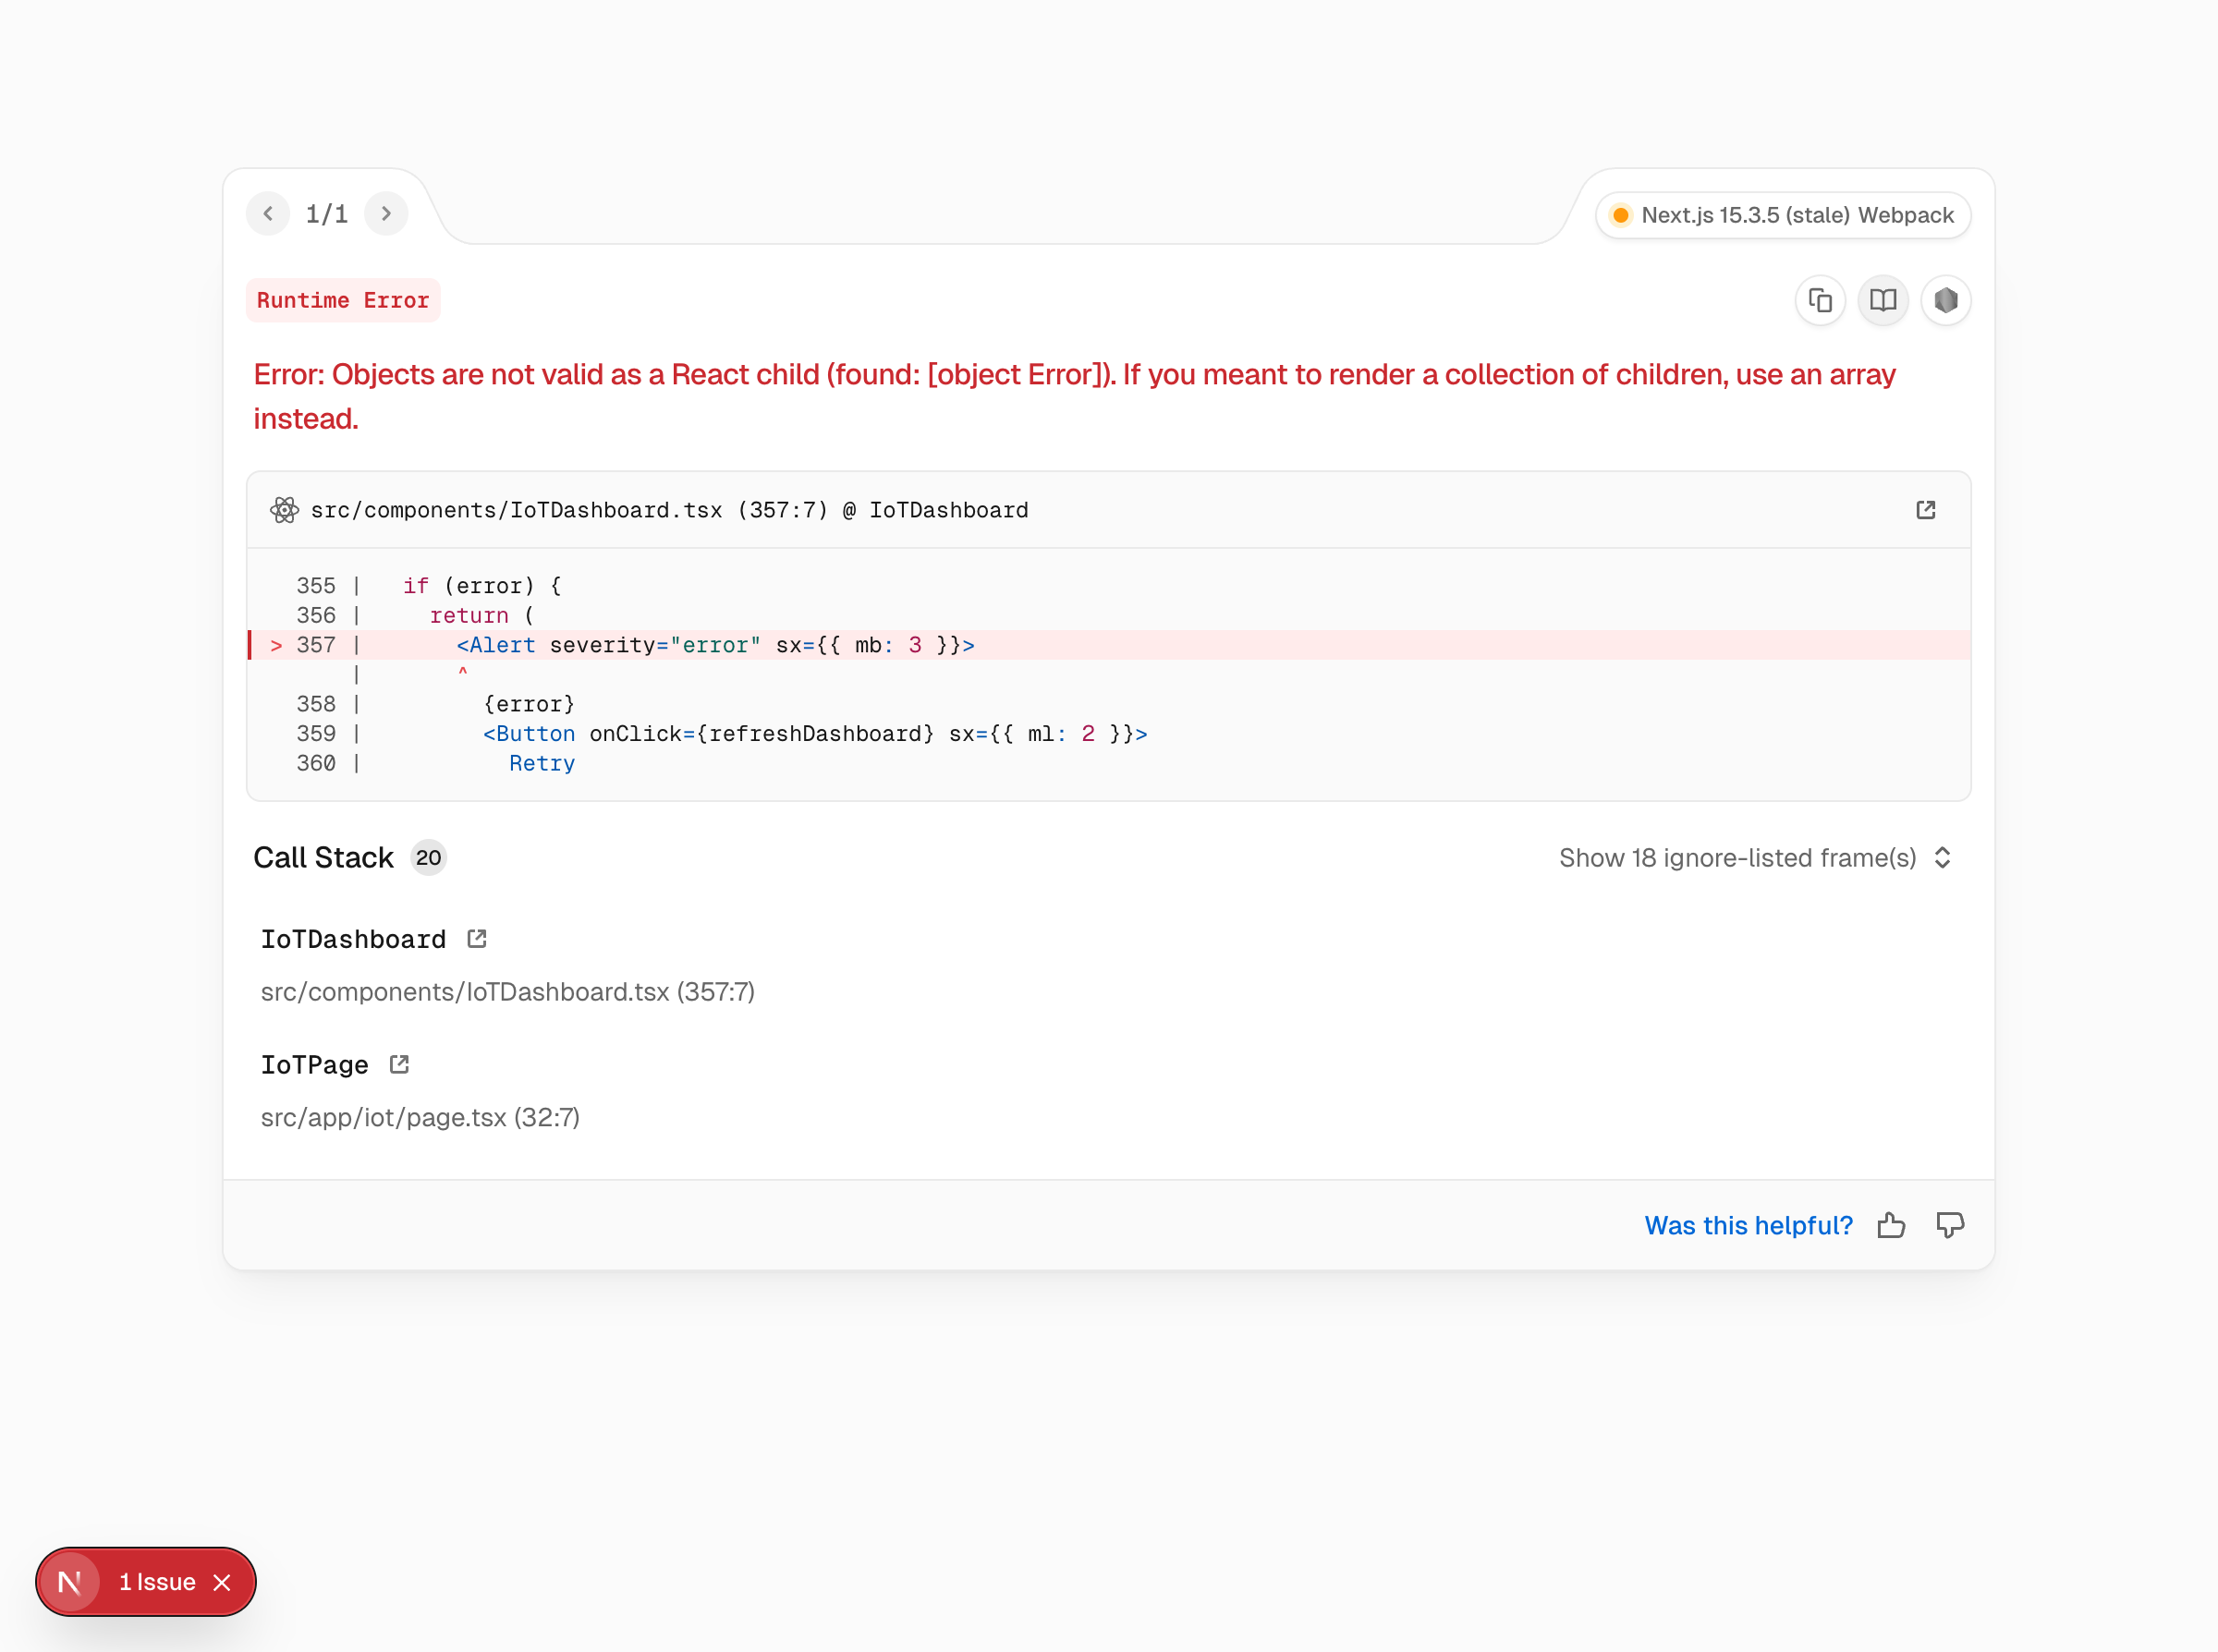 1/1
Next.js 15.3.5 (stale) Webpack
Runtime Error
Error: Objects are not valid as a React child (found: [object Error]). If you meant to render a collection of children, use an array
instead.
src/components/IoTDashboard.tsx (357:7) @ IoTDashboard
355 |   if (error) {
356 |     return (
> 357 |       <Alert severity="error" sx={{ mb: 3 }}>
|       ^
358 |         {error}
359 |         <Button onClick={refreshDashboard} sx={{ ml: 2 }}>
360 |           Retry
Call Stack 20
Show 18 ignore-listed frame(s)
IoTDashboard
src/components/IoTDashboard.tsx (357:7)
IoTPage
src/app/iot/page.tsx (32:7)
Was this helpful?
N 1 Issue